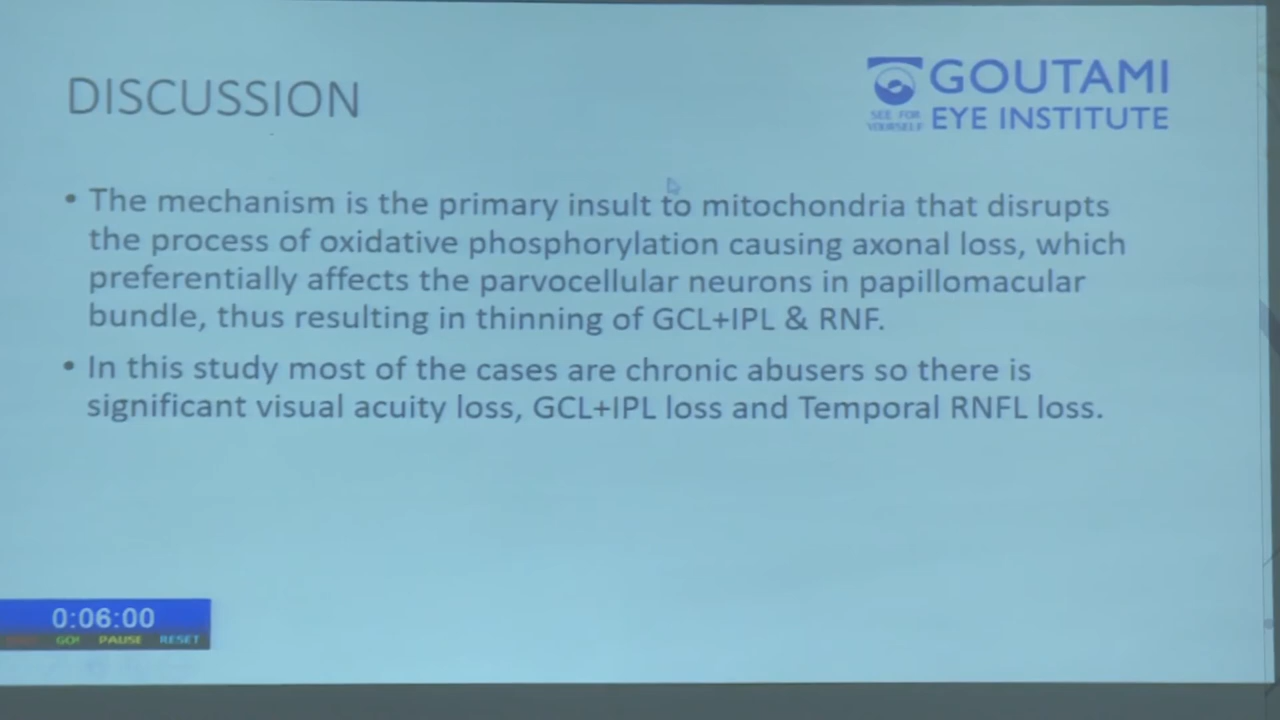 DISCUSSION
GOUTAMI
EYE INSTITUTE
SEE FOR
YOURSELF
• The mechanism is the primary insult to mitochondria that disrupts
the process of oxidative phosphorylation causing axonal loss, which
preferentially affects the parvocellular neurons in papillomacular
bundle, thus resulting in thinning of GCL+IPL & RNF.
• In this study most of the cases are chronic abusers so there is
significant visual acuity loss, GCL+IPL loss and Temporal RNFL loss.
0:06:00
GO! PAUSE RESET